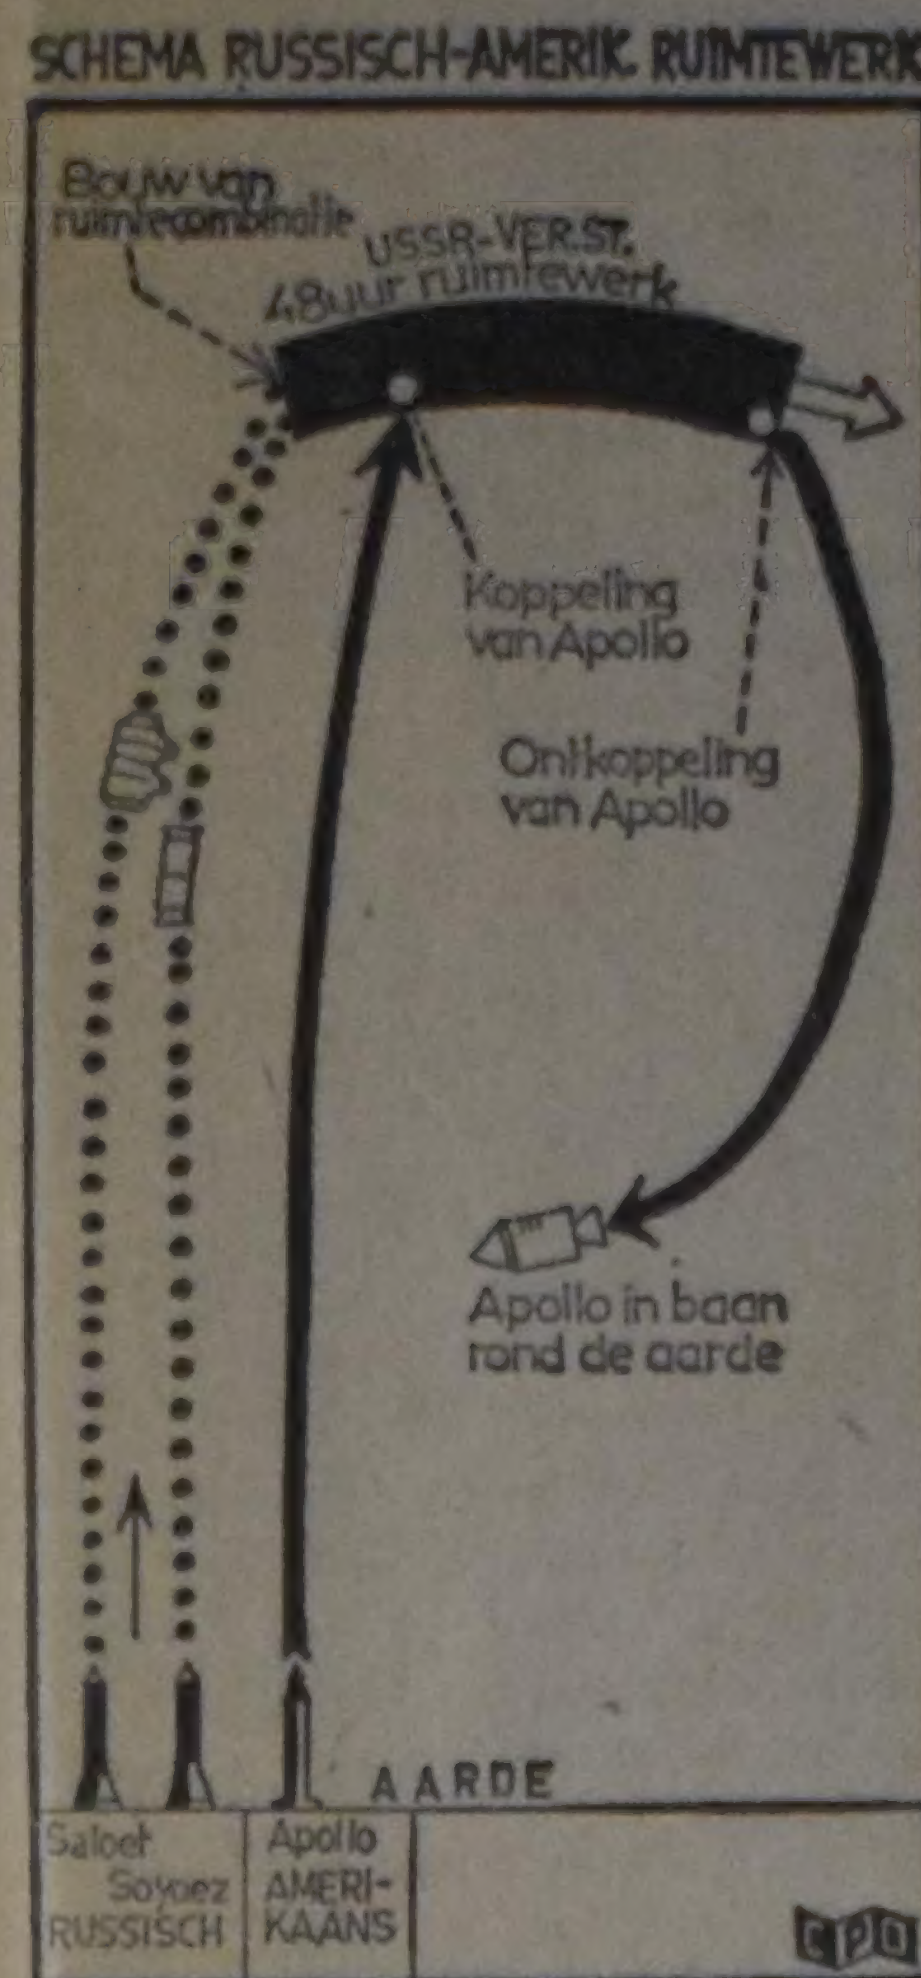 SCHEMA RUSSISCH-AMERIK. RUIMTEWERK
Bouw van
ruimtecombinatie
USSR-VER.ST.
48 uur ruimtewerk
Koppeling
van Apollo
Ontkoppeling
van Apollo
Apollo in baan
rond de aarde
AARDE
Saloet
Soyoez
RUSSISCH
Apollo
AMERI-
KAANS
CPD